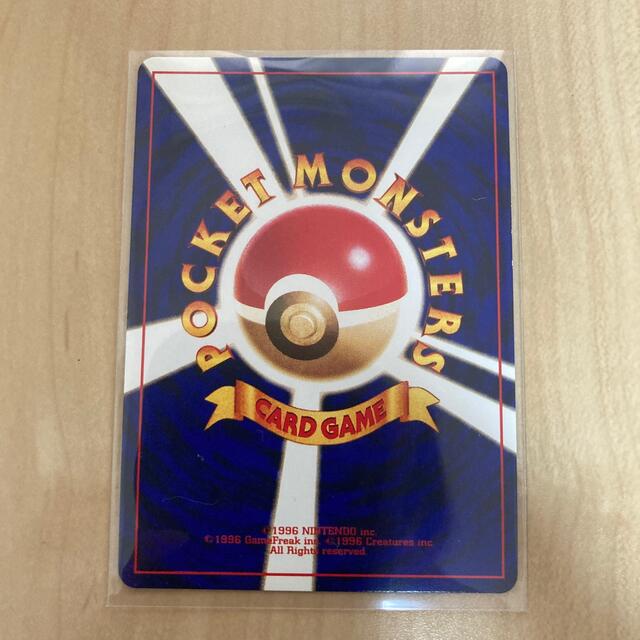 POCKET MONSTERS
CARD GAME
©1996 NINTENDO inc.
©1996 GameFreak inc. ©1996 Creatures inc.
All Rights reserved.